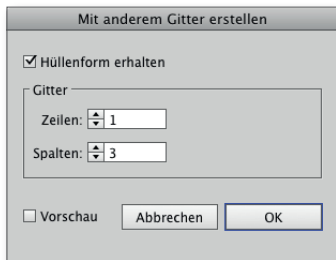 Mit anderem Gitter erstellen
Hüllenform erhalten
Gitter
Zeilen: 1
Spalten: 3
Vorschau Abbrechen OK